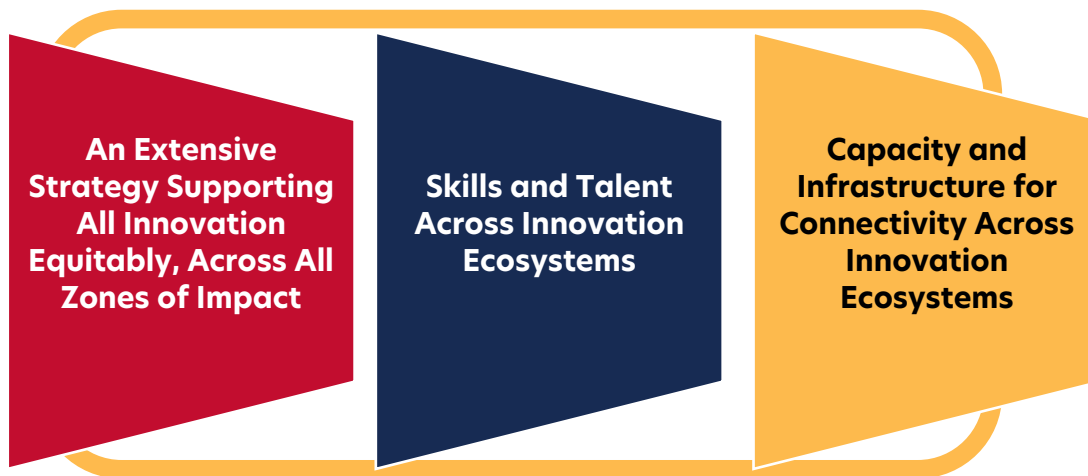 An Extensive
Strategy Supporting
All Innovation
Equitably, Across All
Zones of Impact
Skills and Talent
Across Innovation
Ecosystems
Capacity and
Infrastructure for
Connectivity Across
Innovation
Ecosystems